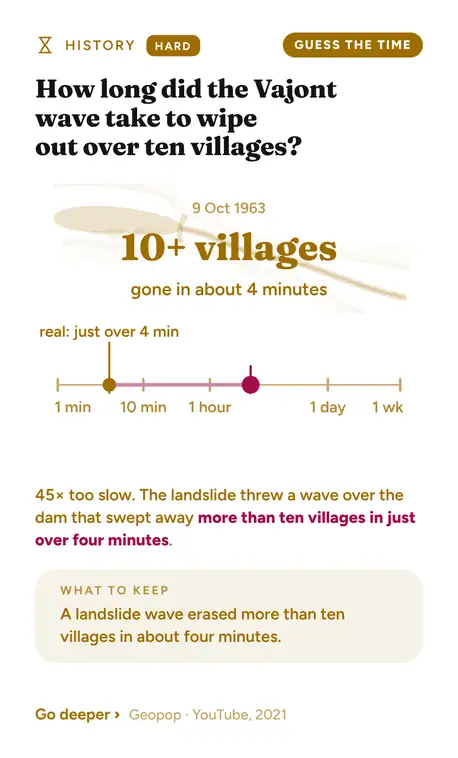 HISTORY HARD GUESS THE TIME
How long did the Vajont
wave take to wipe
out over ten villages?
9 Oct 1963
10+ villages
gone in about 4 minutes
real: just over 4 min
1 min 10 min 1 hour 1 day 1 wk
45× too slow. The landslide threw a wave over the
dam that swept away more than ten villages in just
over four minutes.
WHAT TO KEEP
A landslide wave erased more than ten
villages in about four minutes.
Go deeper › Geopop · YouTube, 2021